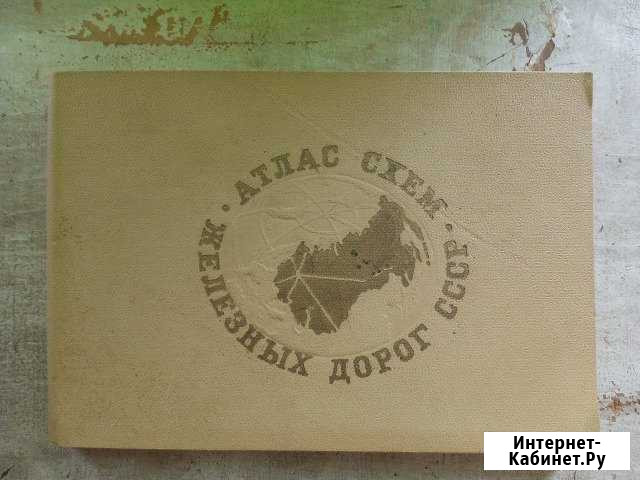 · АТЛАС СХЕМ ·
ЖЕЛЕЗНЫХ ДОРОГ СССР
Интернет-
Кабинет.Ру